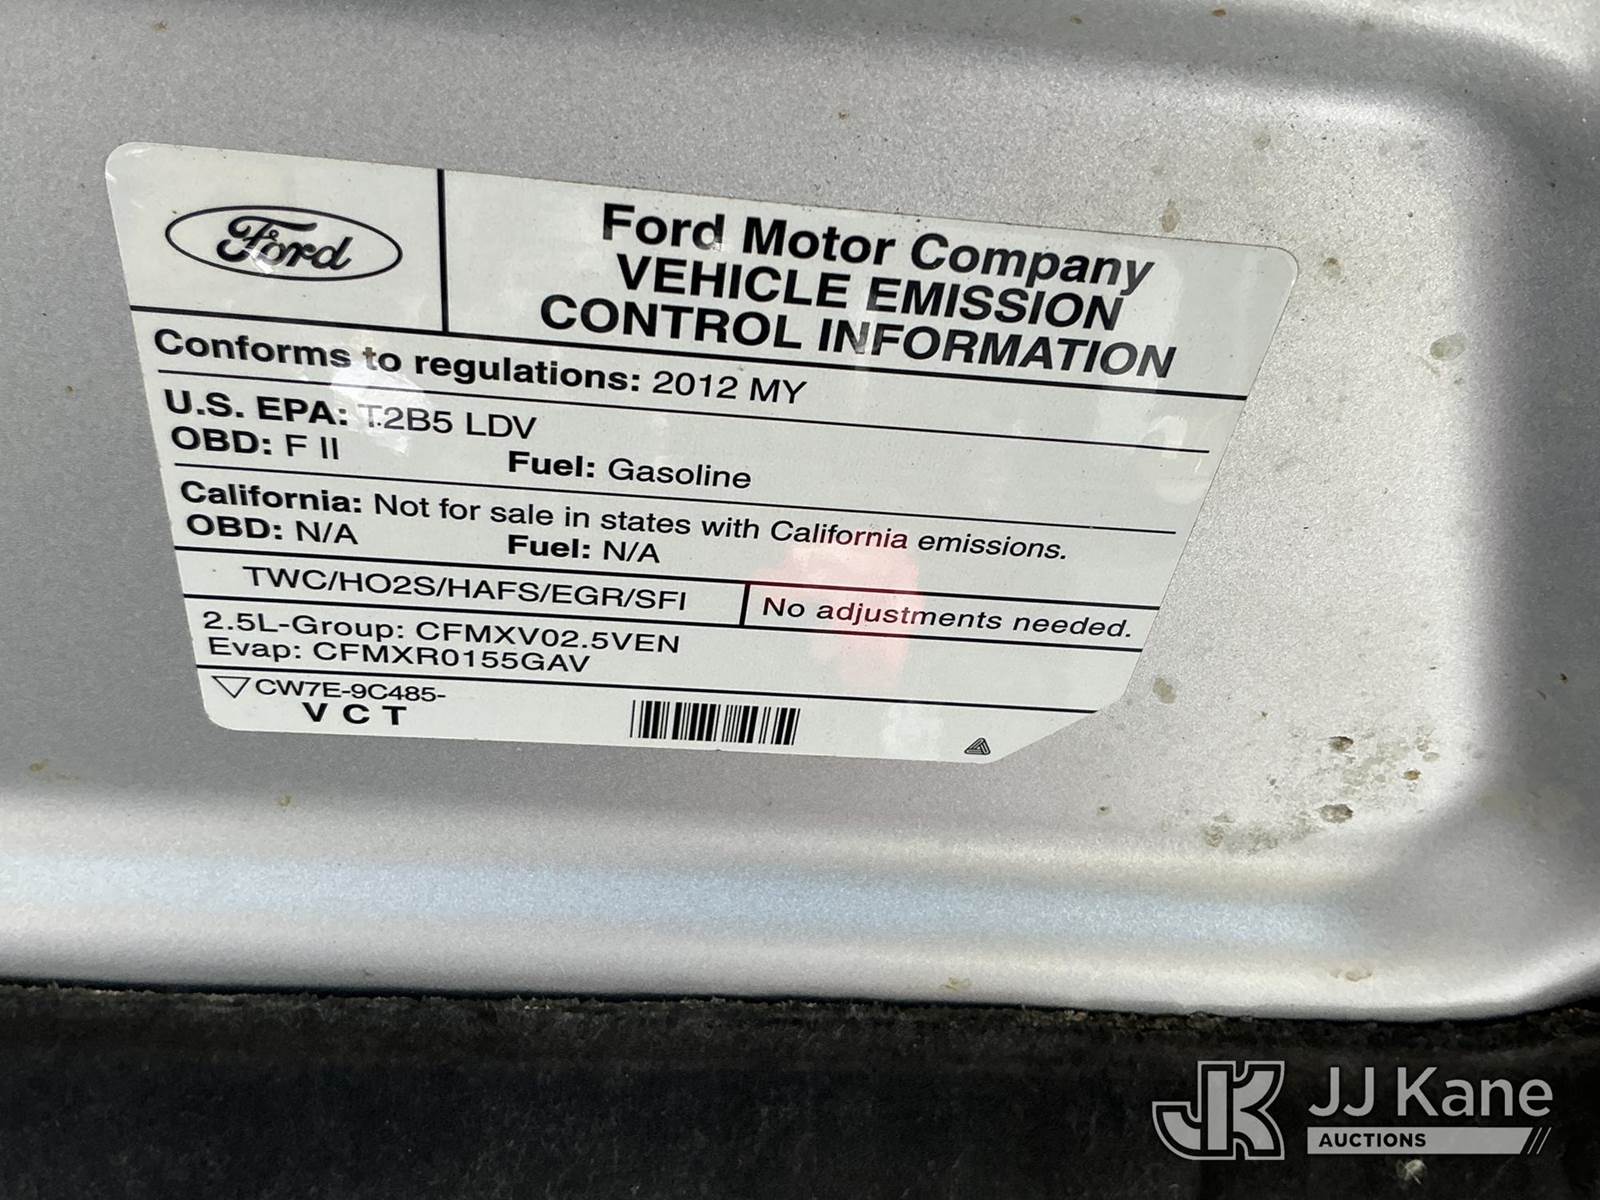 Ford
Ford Motor Company
VEHICLE EMISSION
CONTROL INFORMATION
Conforms to regulations: 2012 MY
U.S. EPA: T2B5 LDV
OBD: F II Fuel: Gasoline
California: Not for sale in states with California emissions.
OBD: N/A Fuel: N/A
TWC/HO2S/HAFS/EGR/SFI
No adjustments needed.
2.5L-Group: CFMXV02.5VEN
Evap: CFMXR0155GAV
CW7E-9C485-
V C T
JK JJ Kane
AUCTIONS